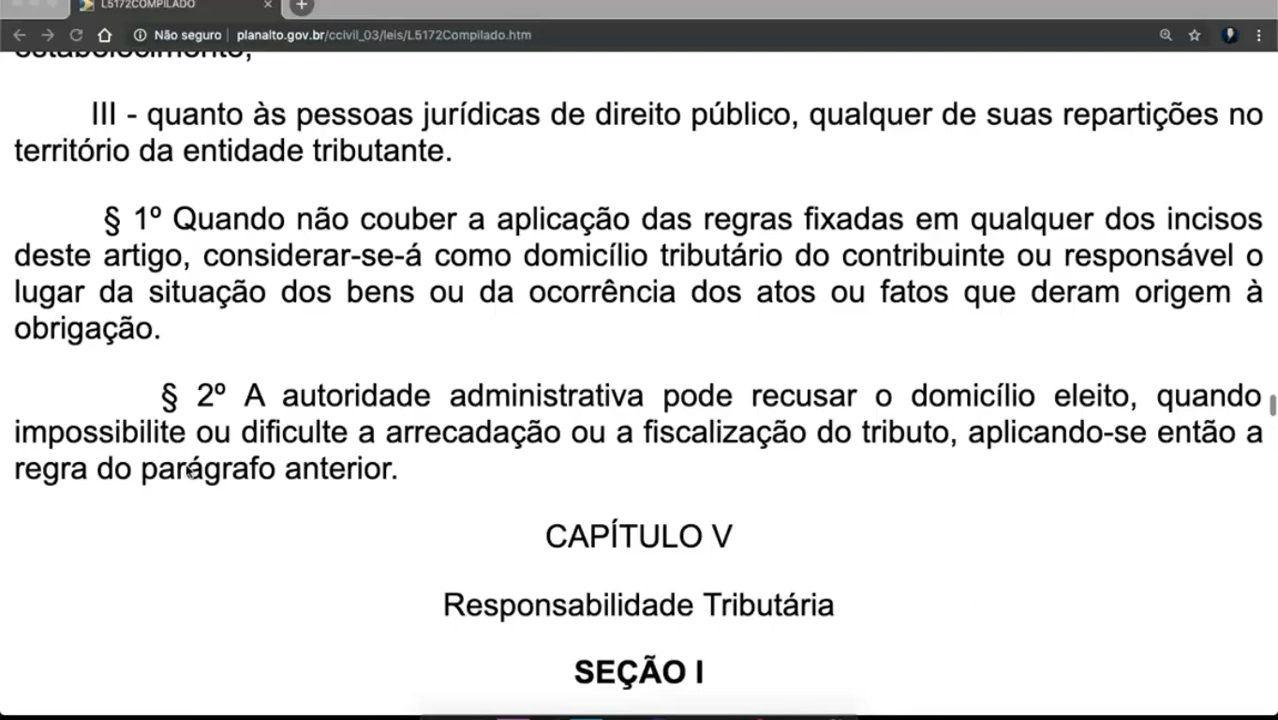 L5172COMPILADO
Não seguro planalto.gov.br/ccivil_03/leis/L5172Compilado.htm
estabelecimento;
III - quanto às pessoas jurídicas de direito público, qualquer de suas repartições no
território da entidade tributante.
§ 1º Quando não couber a aplicação das regras fixadas em qualquer dos incisos
deste artigo, considerar-se-á como domicílio tributário do contribuinte ou responsável o
lugar da situação dos bens ou da ocorrência dos atos ou fatos que deram origem à
obrigação.
§ 2º A autoridade administrativa pode recusar o domicílio eleito, quando
impossibilite ou dificulte a arrecadação ou a fiscalização do tributo, aplicando-se então a
regra do parágrafo anterior.
CAPÍTULO V
Responsabilidade Tributária
SEÇÃO I